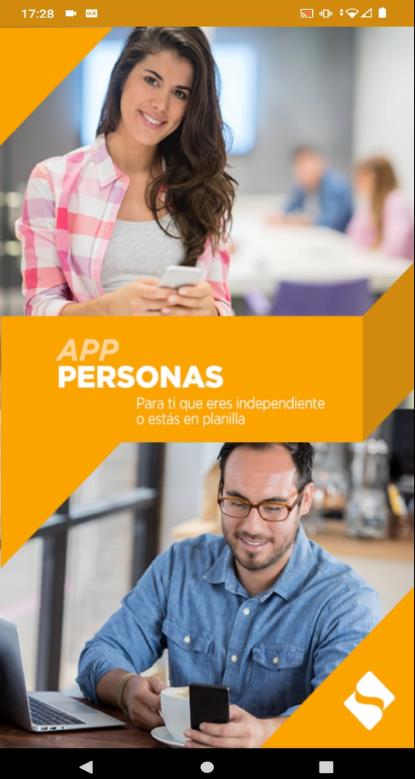 17:28
APP
PERSONAS
Para ti que eres independiente
o estás en planilla